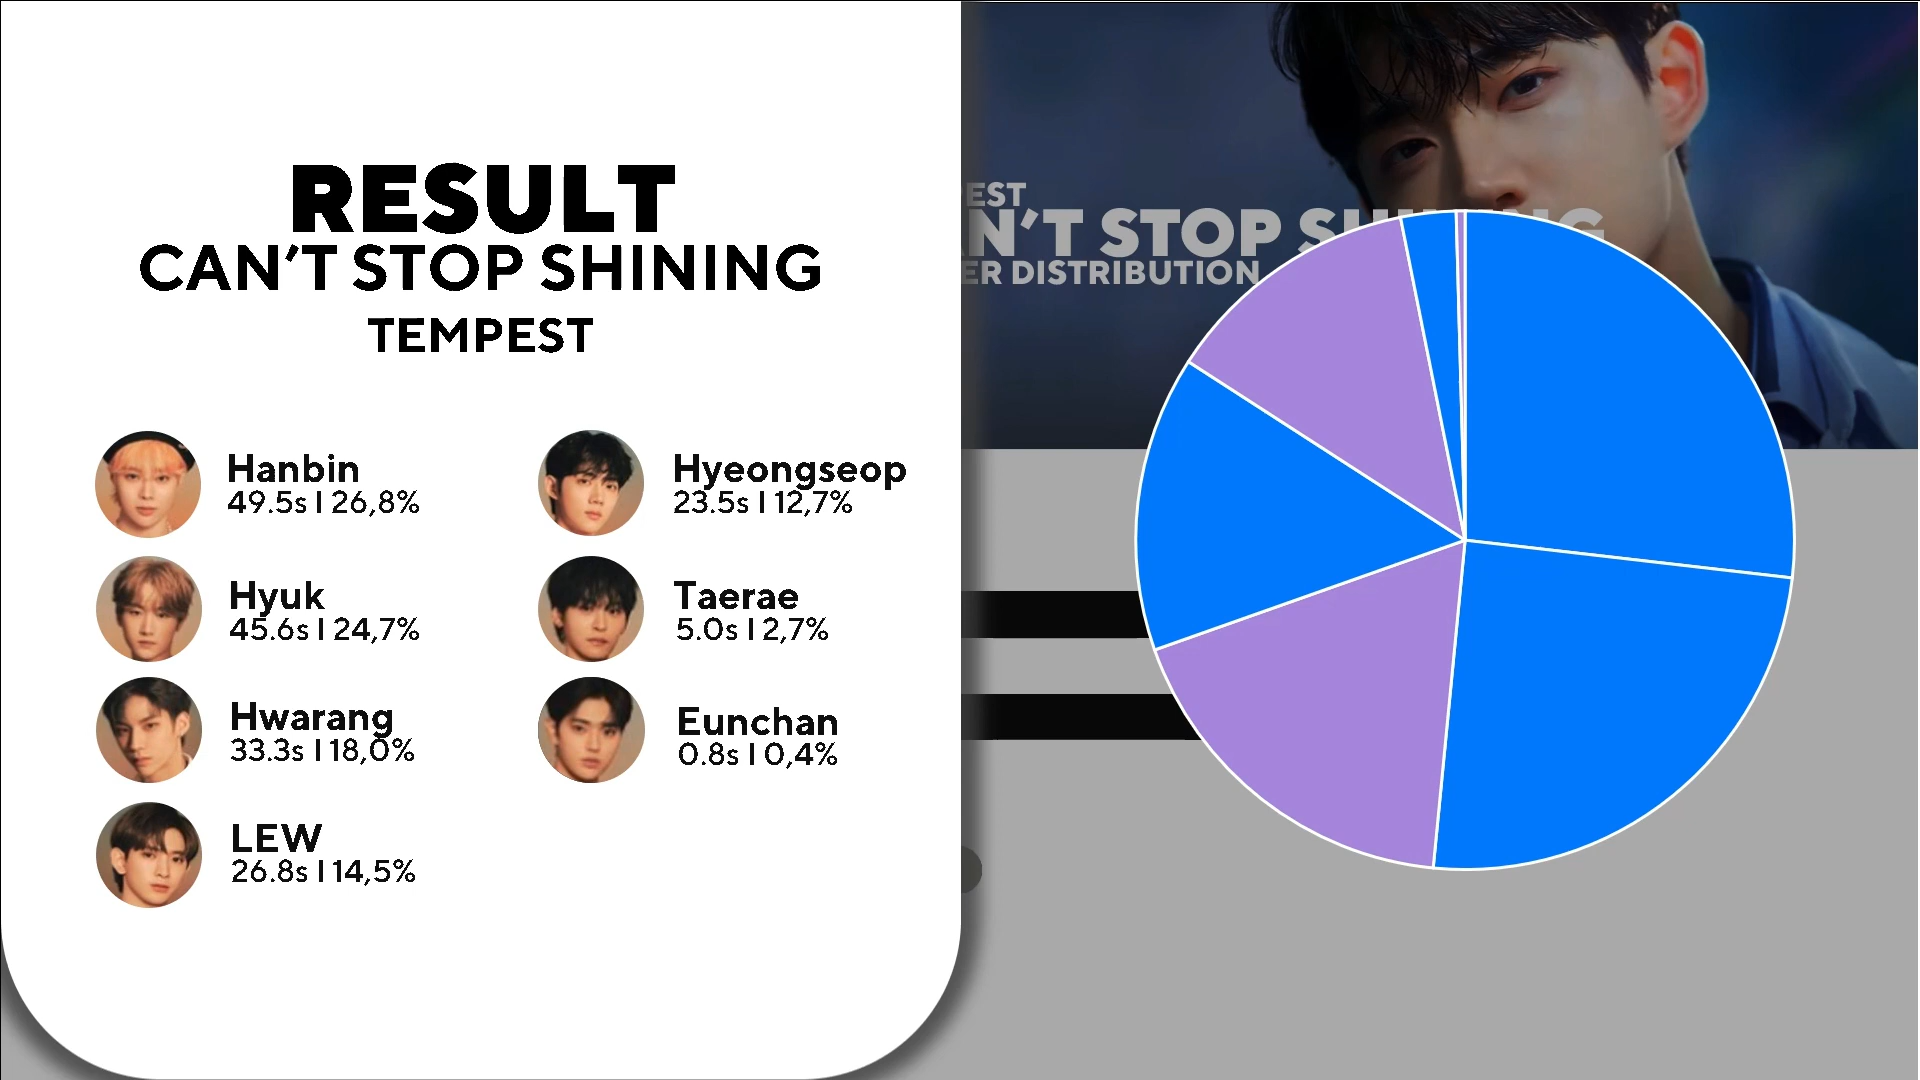 RESULT
CAN'T STOP SHINING
TEMPEST
Hanbin
49.5s | 26,8%
Hyuk
45.6s | 24,7%
Hwarang
33.3s | 18,0%
LEW
26.8s | 14,5%
Hyeongseop
23.5s | 12,7%
Taerae
5.0s | 2,7%
Eunchan
0.8s | 0,4%
EST
N'T STOP SHINING
ER DISTRIBUTION